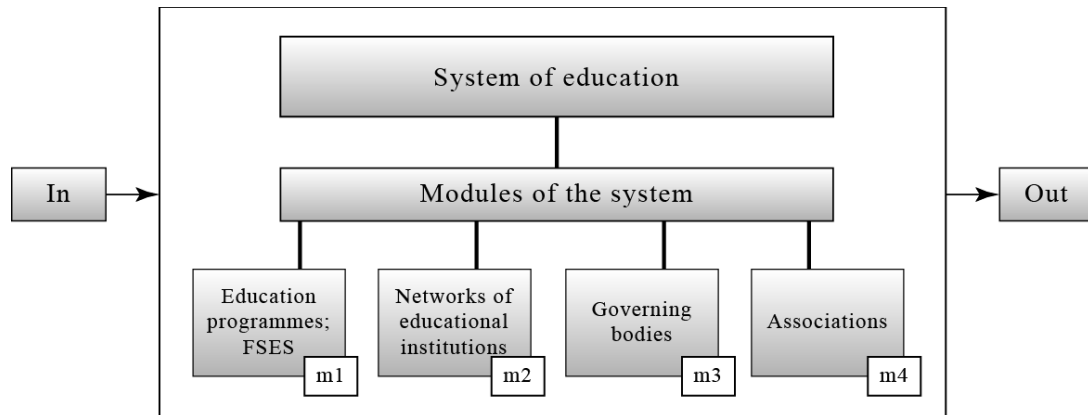 System of education
In
Modules of the system
Out
Education
programmes;
FSES
m1
Networks of
educational
institutions
m2
Governing
bodies
m3
Associations
m4